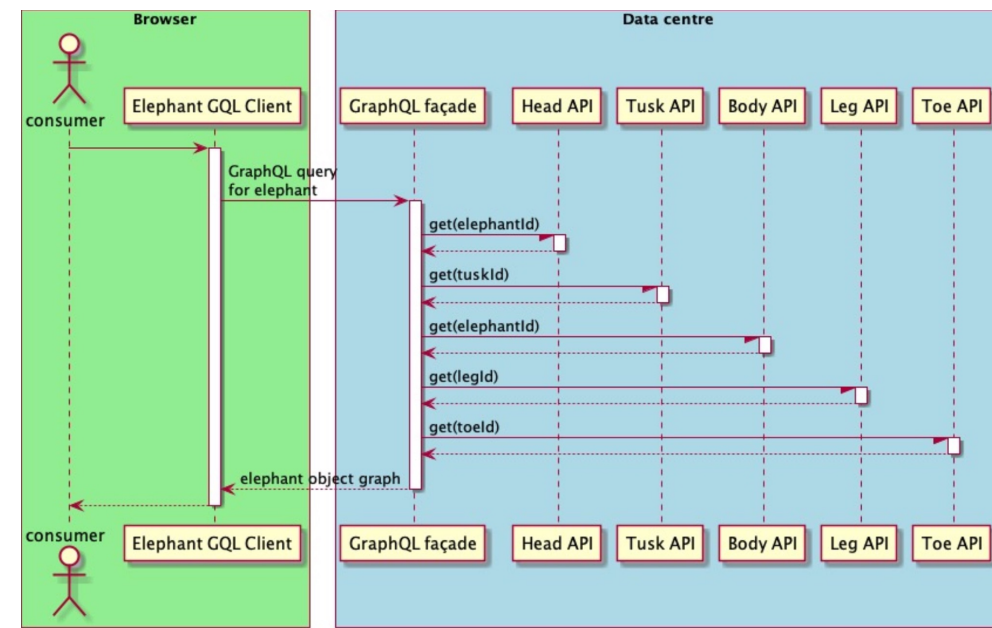 Browser
Data centre
consumer
Elephant GQL Client
GraphQL façade
Head API
Tusk API
Body API
Leg API
Toe API
GraphQL query
for elephant
get(elephantId)
get(tuskId)
get(elephantId)
get(legId)
get(toeId)
elephant object graph
consumer
Elephant GQL Client
GraphQL façade
Head API
Tusk API
Body API
Leg API
Toe API